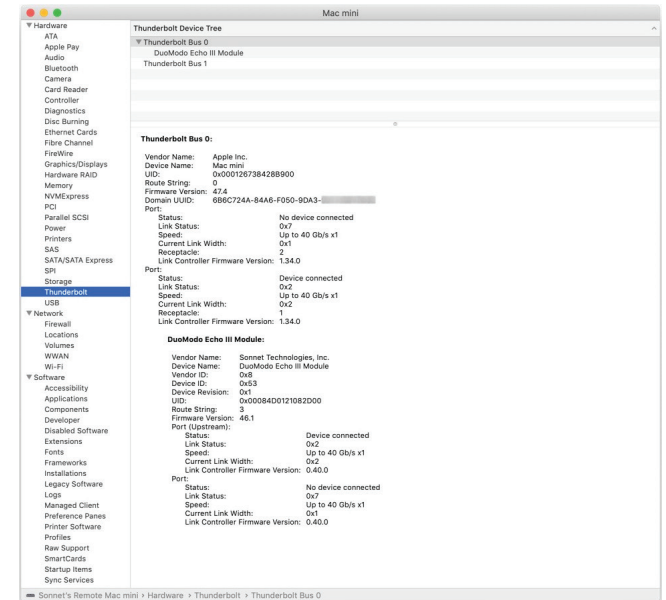 Mac mini
Hardware
ATA
Apple Pay
Audio
Bluetooth
Camera
Card Reader
Controller
Diagnostics
Disc Burning
Ethernet Cards
Fibre Channel
FireWire
Graphics/Displays
Hardware RAID
Memory
NVMExpress
PCI
Parallel SCSI
Power
Printers
SAS
SATA/SATA Express
SPI
Storage
Thunderbolt
USB
Network
Firewall
Locations
Volumes
WWAN
Wi-Fi
Software
Accessibility
Applications
Components
Developer
Disabled Software
Extensions
Fonts
Frameworks
Installations
Legacy Software
Logs
Managed Client
Preference Panes
Printer Software
Profiles
Raw Support
SmartCards
Startup Items
Sync Services
Thunderbolt Device Tree
Thunderbolt Bus 0
DuoModo Echo III Module
Thunderbolt Bus 1
Thunderbolt Bus 0:
Vendor Name: Apple Inc.
Device Name: Mac mini
UID: 0x000126738428B900
Route String: 0
Firmware Version: 47.4
Domain UUID: 6B6C724A-84A6-F050-9DA3-
Port:
Status: No device connected
Link Status: 0x7
Speed: Up to 40 Gb/s x1
Current Link Width: 0x1
Receptacle: 2
Link Controller Firmware Version: 1.34.0
Port:
Status: Device connected
Link Status: 0x2
Speed: Up to 40 Gb/s x1
Current Link Width: 0x2
Receptacle: 1
Link Controller Firmware Version: 1.34.0
DuoModo Echo III Module:
Vendor Name: Sonnet Technologies, Inc.
Device Name: DuoModo Echo III Module
Vendor ID: 0x8
Device ID: 0x53
Device Revision: 0x1
UID: 0x00084D0121082D00
Route String: 3
Firmware Version: 46.1
Port (Upstream):
Status: Device connected
Link Status: 0x2
Speed: Up to 40 Gb/s x1
Current Link Width: 0x2
Link Controller Firmware Version: 0.40.0
Port:
Status: No device connected
Link Status: 0x7
Speed: Up to 40 Gb/s x1
Current Link Width: 0x1
Link Controller Firmware Version: 0.40.0
Sonnet's Remote Mac mini › Hardware › Thunderbolt › Thunderbolt Bus 0